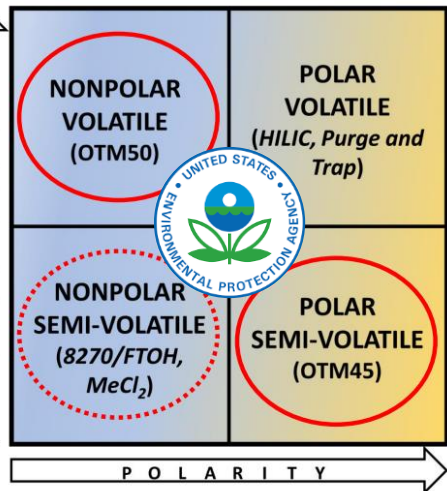 NONPOLAR
VOLATILE
(OTM50)
POLAR
VOLATILE
(HILIC, Purge and
Trap)
UNITED STATES
ENVIRONMENTAL PROTECTION AGENCY
NONPOLAR
SEMI-VOLATILE
(8270/FTOH,
MeCl₂)
POLAR
SEMI-VOLATILE
(OTM45)
POLARITY